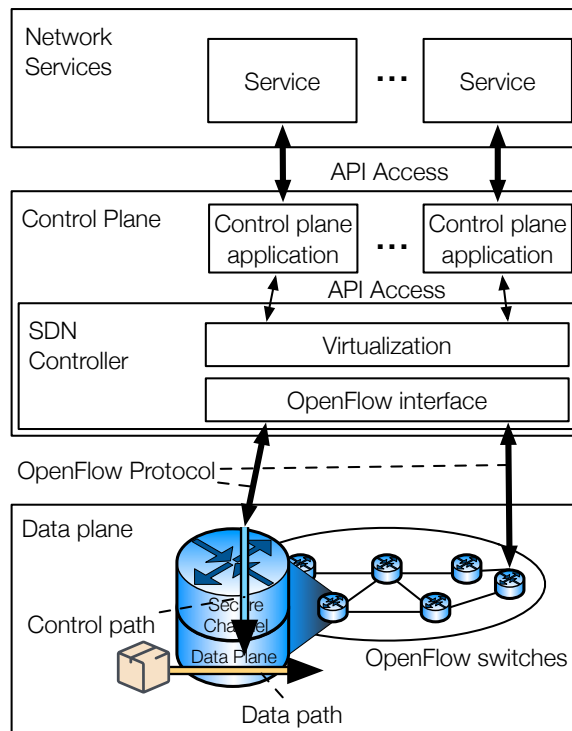 Network
Services
Service
...
Service
API Access
Control Plane
Control plane
application
...
Control plane
application
API Access
SDN
Controller
Virtualization
OpenFlow interface
OpenFlow Protocol
Data plane
Secure
Channel
Control path
Data Plane
OpenFlow switches
Data path